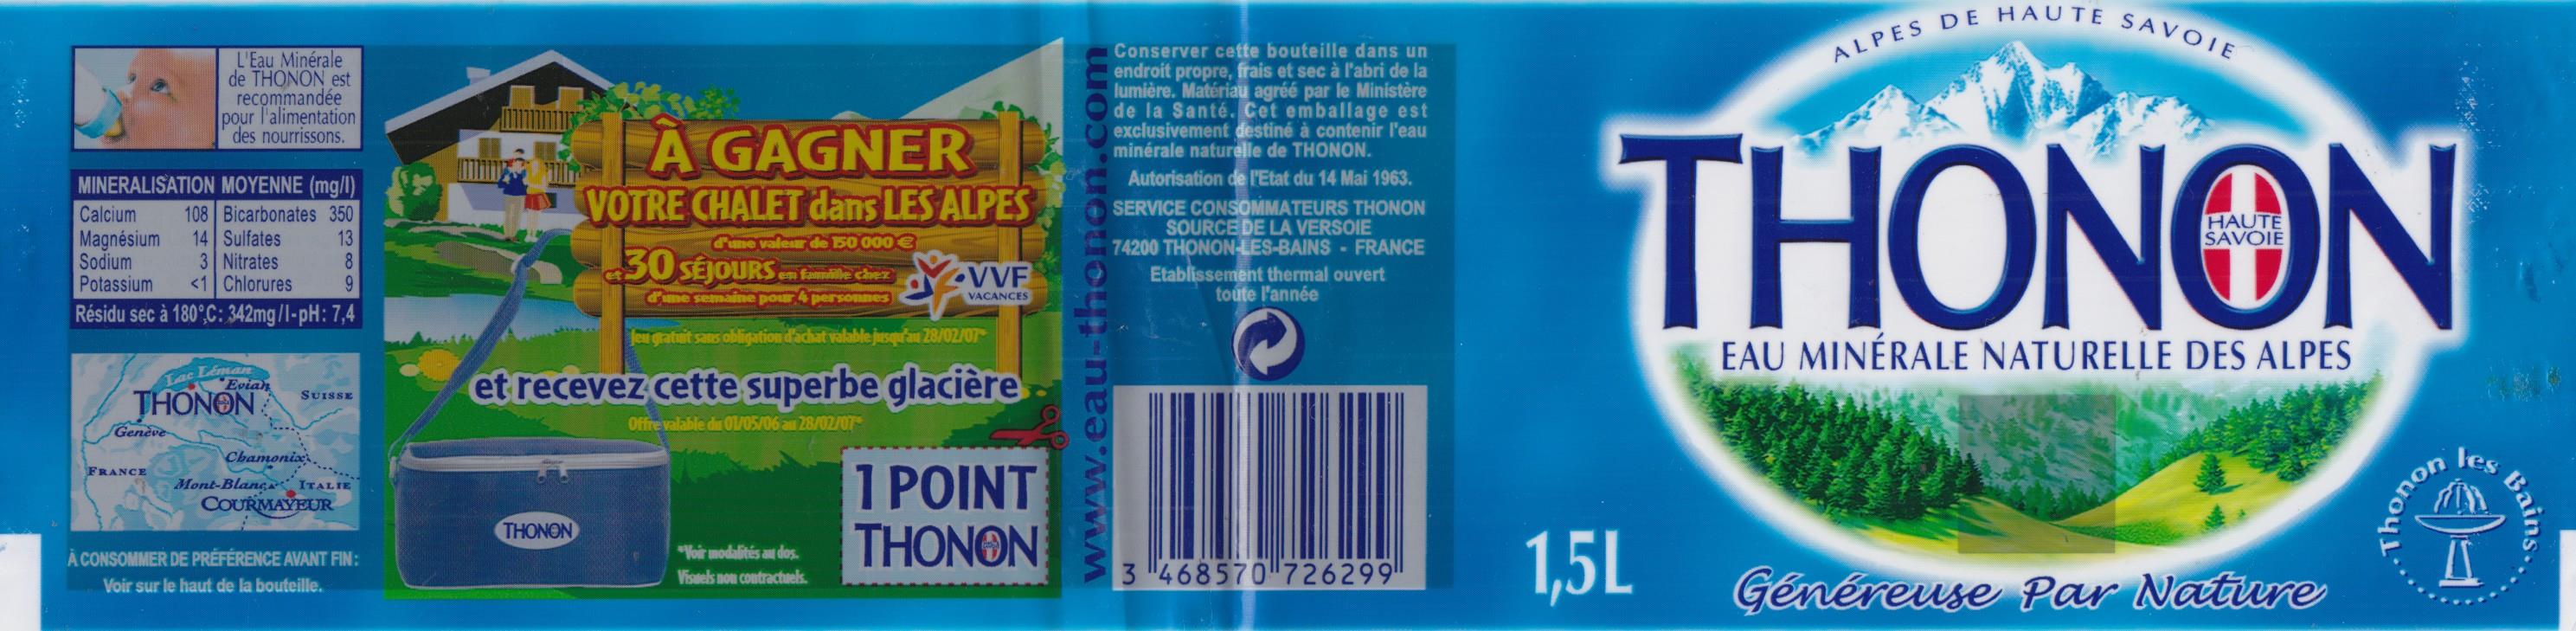 L'Eau Minérale
de THONON est
recommandée
pour l'alimentation
des nourrissons.
MINERALISATION MOYENNE (mg/l)
Calcium 108 Bicarbonates 350
Magnésium 14 Sulfates 13
Sodium 3 Nitrates 8
Potassium <1 Chlorures 9
Résidu sec à 180°C: 342mg/l-pH: 7,4
Lac Léman
Evian
THONON
SUISSE
Genève
Chamonix
FRANCE
Mont-Blanc
ITALIE
COURMAYEUR
À CONSOMMER DE PRÉFÉRENCE AVANT FIN:
Voir sur le haut de la bouteille.
À GAGNER
VOTRE CHALET dans LES ALPES
d'une valeur de 150 000 €
et 30 SÉJOURS en famille chez
d'une semaine pour 4 personnes
VVF
VACANCES
Jeu gratuit sans obligation d'achat valable jusqu'au 28/02/07*
et recevez cette superbe glacière
Offre valable du 01/05/06 au 28/02/07*
THONON
*Voir modalités au dos.
Visuels non contractuels.
1 POINT
THONON
www.eau-thonon.com
Conserver cette bouteille dans un
endroit propre, frais et sec à l'abri de la
lumière. Matériau agréé par le Ministère
de la Santé. Cet emballage est
exclusivement destiné à contenir l'eau
minérale naturelle de THONON.
Autorisation de l'Etat du 14 Mai 1963.
SERVICE CONSOMMATEURS THONON
SOURCE DE LA VERSOIE
74200 THONON-LES-BAINS - FRANCE
Etablissement thermal ouvert
toute l'année
3 468570 726299
1,5L
ALPES DE HAUTE SAVOIE
THONON
HAUTE
SAVOIE
EAU MINÉRALE NATURELLE DES ALPES
Généreuse Par Nature
Thonon les Bains